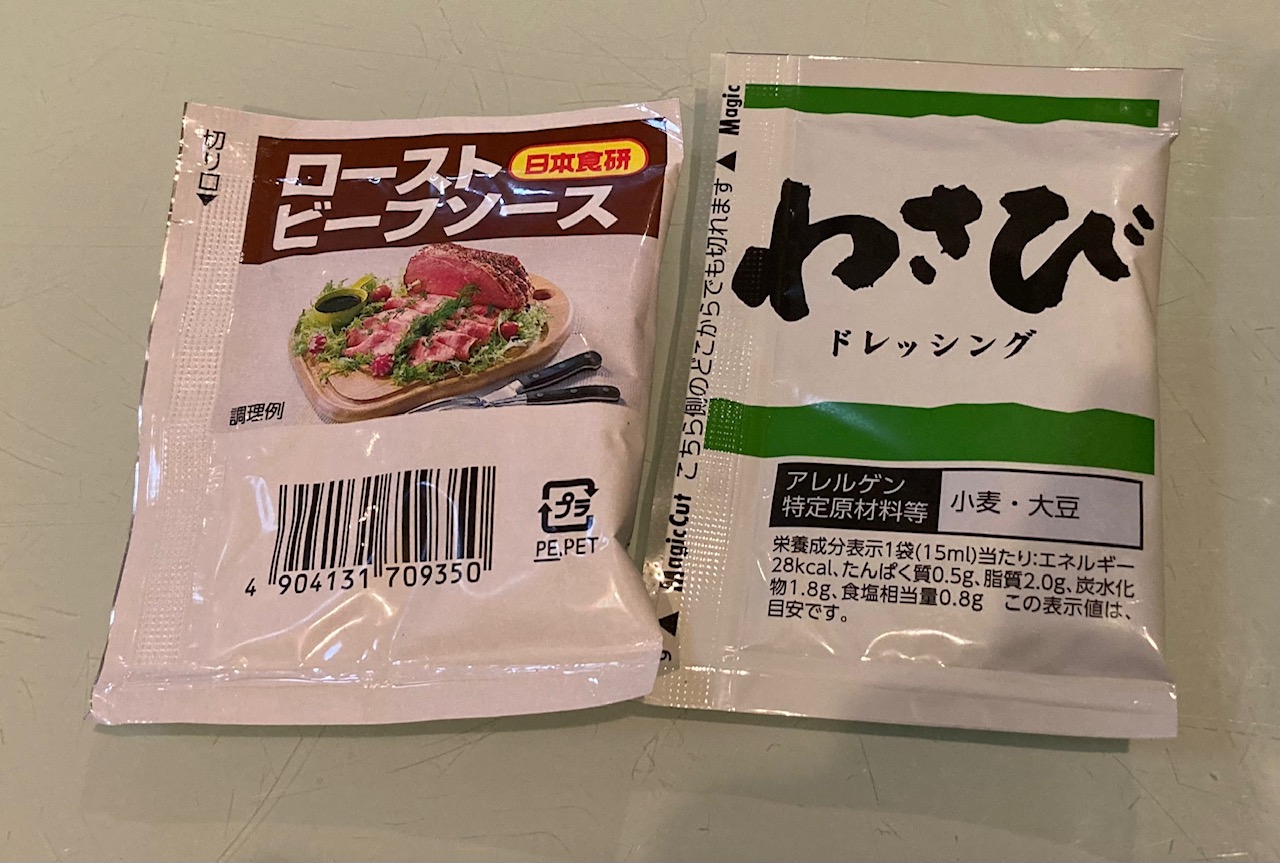 切り口▼
ロースト
日本食研
ビーフソース
調理例
4 904131 709350
プラ
PE,PET
MagicCut ▲ こちら側のどこからでも切れます ▲ Magic
わさび
ドレッシング
アレルゲン
特定原材料等
小麦・大豆
栄養成分表示1袋(15ml)当たり:エネルギー
28kcal、たんぱく質0.5g、脂質2.0g、炭水化
物1.8g、食塩相当量0.8g　この表示値は、
目安です。